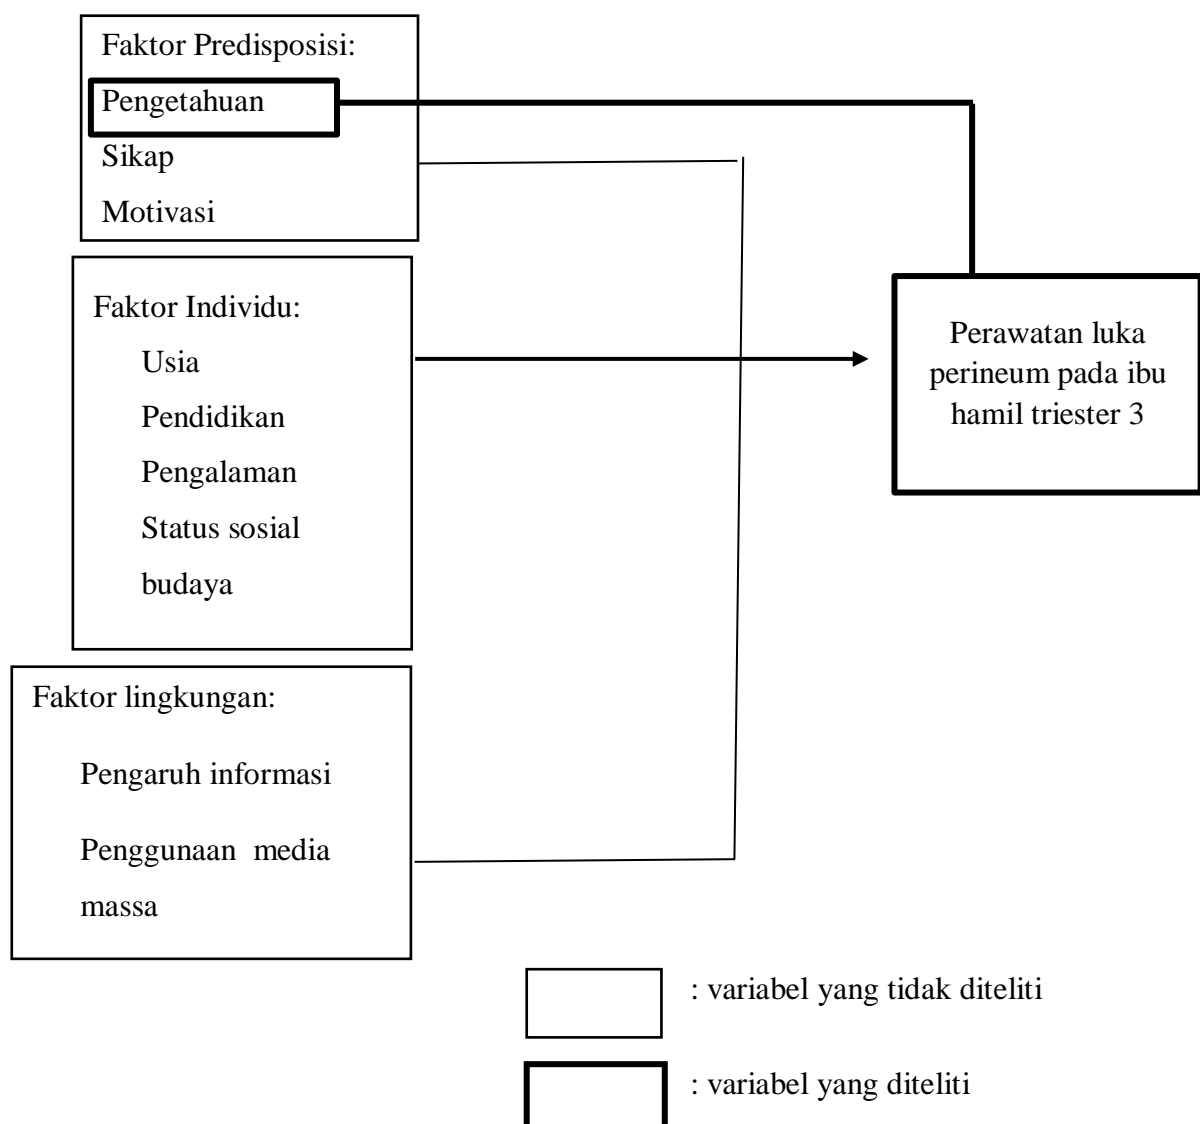 Faktor Predisposisi:
Pengetahuan
Sikap
Motivasi
Faktor Individu:
Usia
Pendidikan
Pengalaman
Status sosial
budaya
Faktor lingkungan:
Pengaruh informasi
Penggunaan media
massa
Perawatan luka
perineum pada ibu
hamil triester 3
: variabel yang tidak diteliti
: variabel yang diteliti